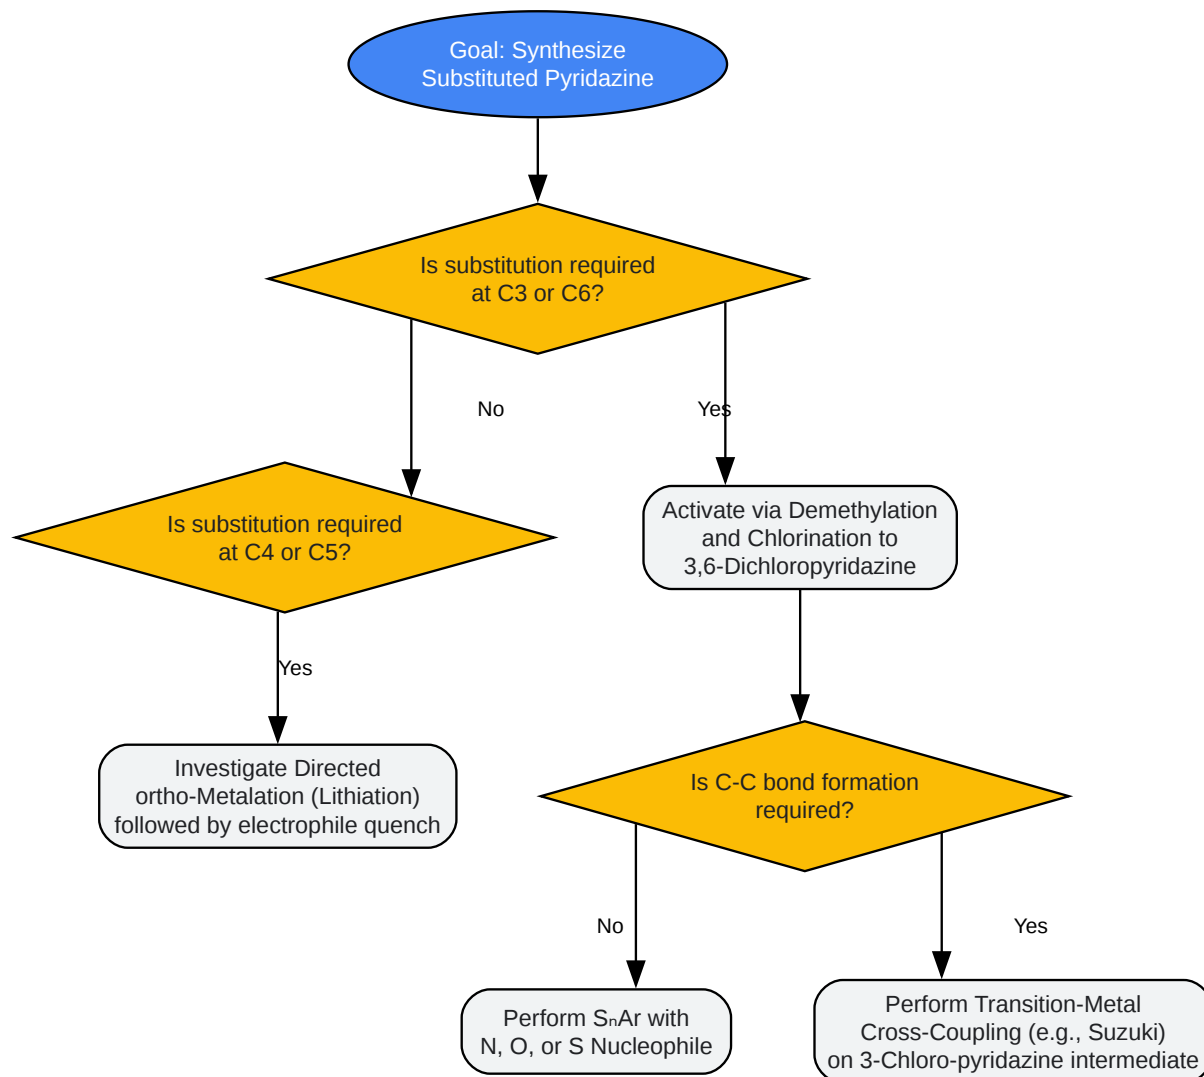 Goal: Synthesize
Substituted Pyridazine
Is substitution required
at C3 or C6?
No
Yes
Is substitution required
at C4 or C5?
Activate via Demethylation
and Chlorination to
3,6-Dichloropyridazine
Yes
Investigate Directed
ortho-Metalation (Lithiation)
followed by electrophile quench
Is C-C bond formation
required?
No
Yes
Perform SₙAr with
N, O, or S Nucleophile
Perform Transition-Metal
Cross-Coupling (e.g., Suzuki)
on 3-Chloro-pyridazine intermediate